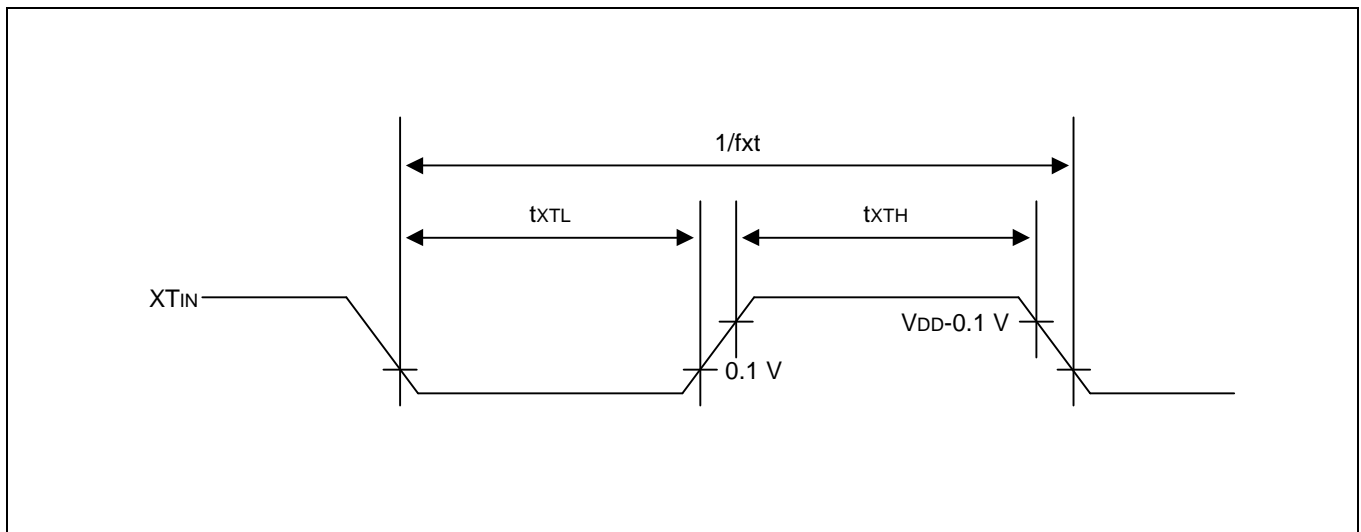 1/fxt
tXTL
tXTH
XTIN
VDD-0.1 V
0.1 V